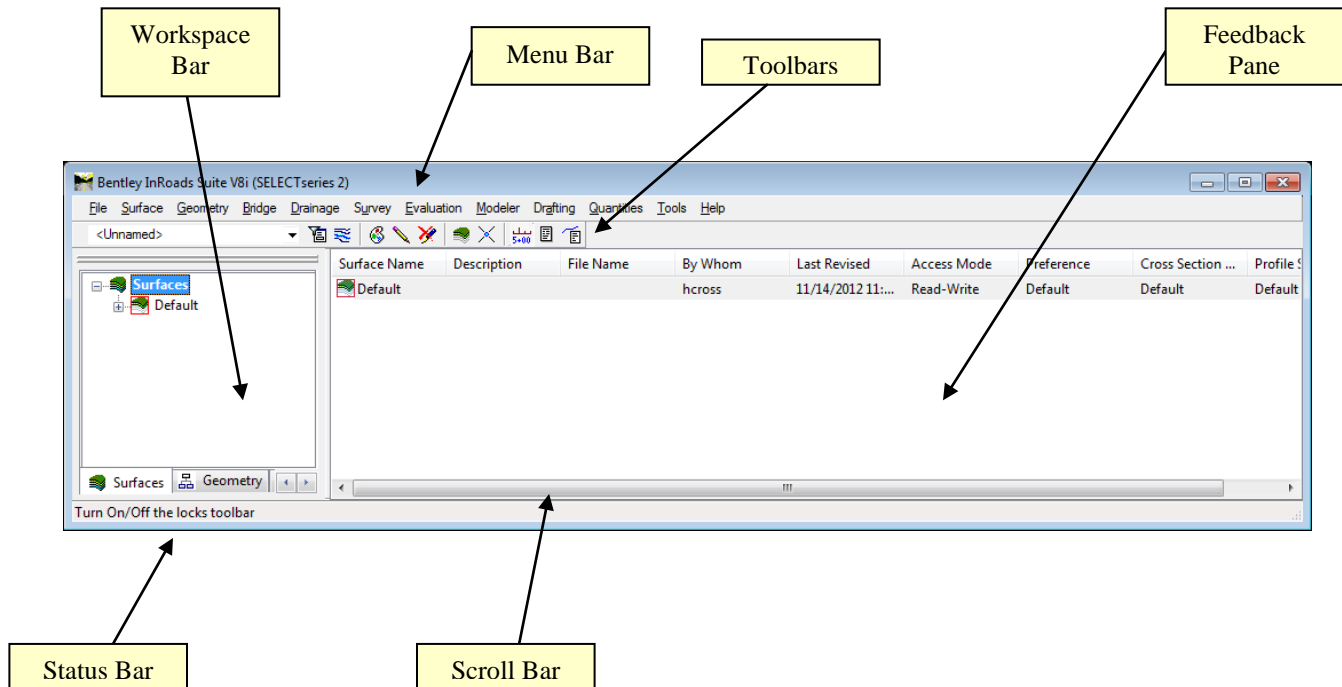 Workspace
Bar
Menu Bar
Toolbars
Feedback
Pane
Bentley InRoads Suite V8i (SELECTseries 2)
File Surface Geometry Bridge Drainage Survey Evaluation Modeler Drafting Quantities Tools Help
<Unnamed>
5+00
Surface Name Description File Name By Whom Last Revised Access Mode Preference Cross Section ... Profile S
Surfaces
Default
Default hcross 11/14/2012 11:... Read-Write Default Default Default
Surfaces Geometry
Turn On/Off the locks toolbar
Status Bar
Scroll Bar